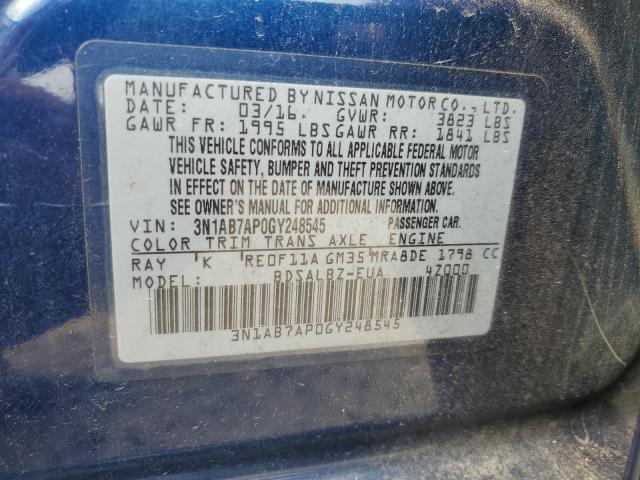 MANUFACTURED BY NISSAN MOTOR CO., LTD.
DATE: 03/16. GVWR: 3823 LBS
GAWR FR: 1995 LBS GAWR RR: 1841 LBS
THIS VEHICLE CONFORMS TO ALL APPLICABLE FEDERAL MOTOR
VEHICLE SAFETY, BUMPER AND THEFT PREVENTION STANDARDS
IN EFFECT ON THE DATE OF MANUFACTURE SHOWN ABOVE.
SEE OWNER'S MANUAL FOR ADDITIONAL INFORMATION.
VIN: 3N1AB7AP0GY248545 PASSENGER CAR.
COLOR TRIM TRANS AXLE ENGINE
RAY 'K 'RE0F11A GM35 MRA8DE 1798 CC
MODEL: BDSALBZ-EUA 4Z000
3N1AB7AP0GY248545